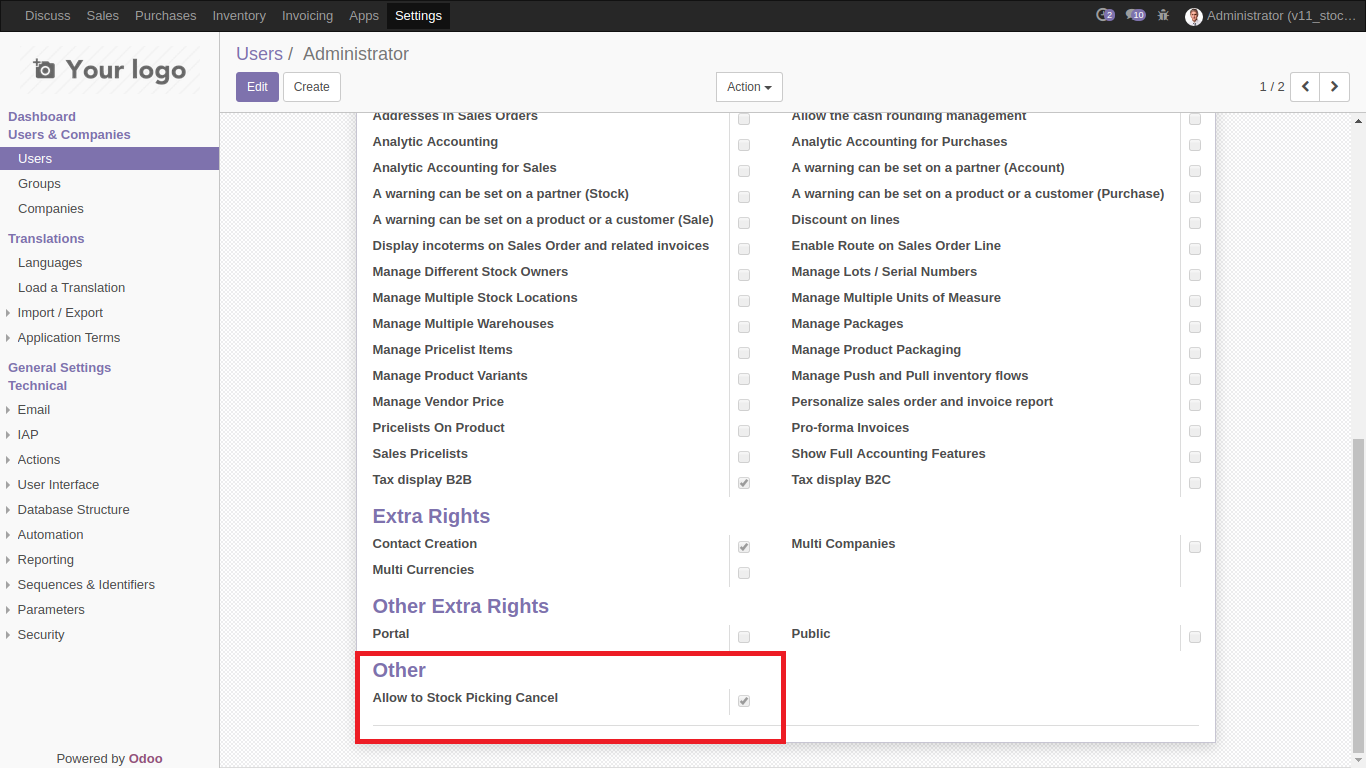 Discuss Sales Purchases Inventory Invoicing Apps Settings 2 10 Administrator (v11_stoc...
Your logo
Dashboard
Users & Companies
Users
Groups
Companies
Translations
Languages
Load a Translation
Import / Export
Application Terms
General Settings
Technical
Email
IAP
Actions
User Interface
Database Structure
Automation
Reporting
Sequences & Identifiers
Parameters
Security
Powered by Odoo
Users / Administrator
Edit Create Action 1 / 2
Addresses in Sales Orders Allow the cash rounding management
Analytic Accounting Analytic Accounting for Purchases
Analytic Accounting for Sales A warning can be set on a partner (Account)
A warning can be set on a partner (Stock) A warning can be set on a product or a customer (Purchase)
A warning can be set on a product or a customer (Sale) Discount on lines
Display incoterms on Sales Order and related invoices Enable Route on Sales Order Line
Manage Different Stock Owners Manage Lots / Serial Numbers
Manage Multiple Stock Locations Manage Multiple Units of Measure
Manage Multiple Warehouses Manage Packages
Manage Pricelist Items Manage Product Packaging
Manage Product Variants Manage Push and Pull inventory flows
Manage Vendor Price Personalize sales order and invoice report
Pricelists On Product Pro-forma Invoices
Sales Pricelists Show Full Accounting Features
Tax display B2B Tax display B2C
Extra Rights
Contact Creation Multi Companies
Multi Currencies
Other Extra Rights
Portal Public
Other
Allow to Stock Picking Cancel